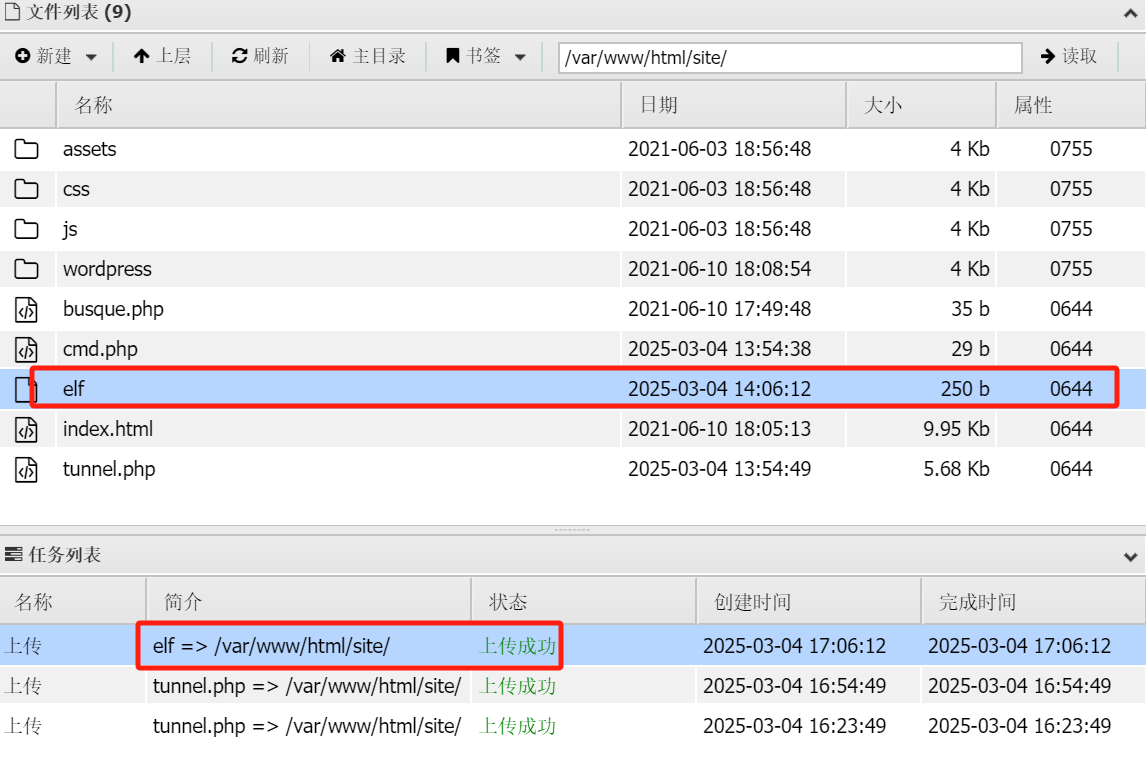 文件列表 (9)
新建 上层 刷新 主目录 书签 /var/www/html/site/ 读取
名称 日期 大小 属性
assets 2021-06-03 18:56:48 4 Kb 0755
css 2021-06-03 18:56:48 4 Kb 0755
js 2021-06-03 18:56:48 4 Kb 0755
wordpress 2021-06-10 18:08:54 4 Kb 0755
busque.php 2021-06-10 17:49:48 35 b 0644
cmd.php 2025-03-04 13:54:38 29 b 0644
elf 2025-03-04 14:06:12 250 b 0644
index.html 2021-06-10 18:05:13 9.95 Kb 0644
tunnel.php 2025-03-04 13:54:49 5.68 Kb 0644
任务列表
名称 简介 状态 创建时间 完成时间
上传 elf => /var/www/html/site/ 上传成功 2025-03-04 17:06:12 2025-03-04 17:06:12
上传 tunnel.php => /var/www/html/site/ 上传成功 2025-03-04 16:54:49 2025-03-04 16:54:49
上传 tunnel.php => /var/www/html/site/ 上传成功 2025-03-04 16:23:49 2025-03-04 16:23:49